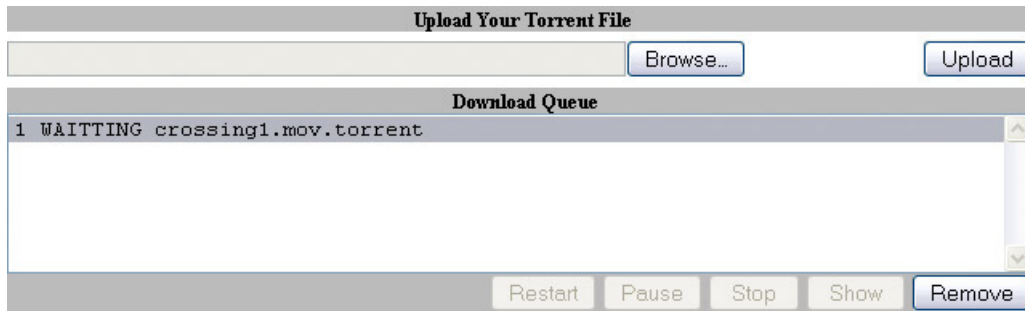 Upload Your Torrent File
Browse...
Upload
Download Queue
1 WAITTING crossing1.mov.torrent
Restart Pause Stop Show Remove